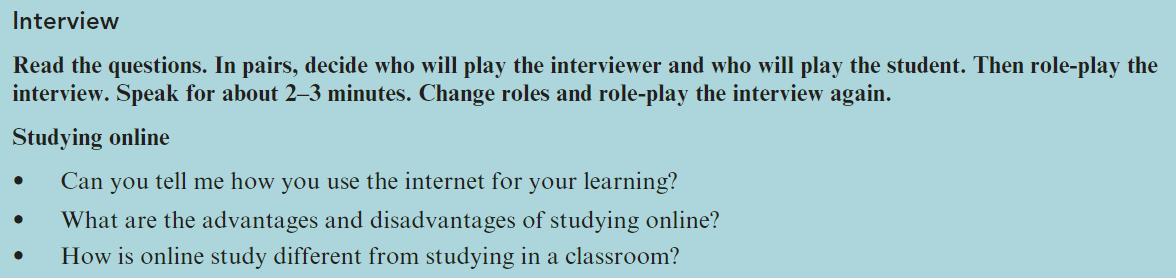 Interview
Read the questions. In pairs, decide who will play the interviewer and who will play the student. Then role-play the
interview. Speak for about 2–3 minutes. Change roles and role-play the interview again.
Studying online
• Can you tell me how you use the internet for your learning?
• What are the advantages and disadvantages of studying online?
• How is online study different from studying in a classroom?